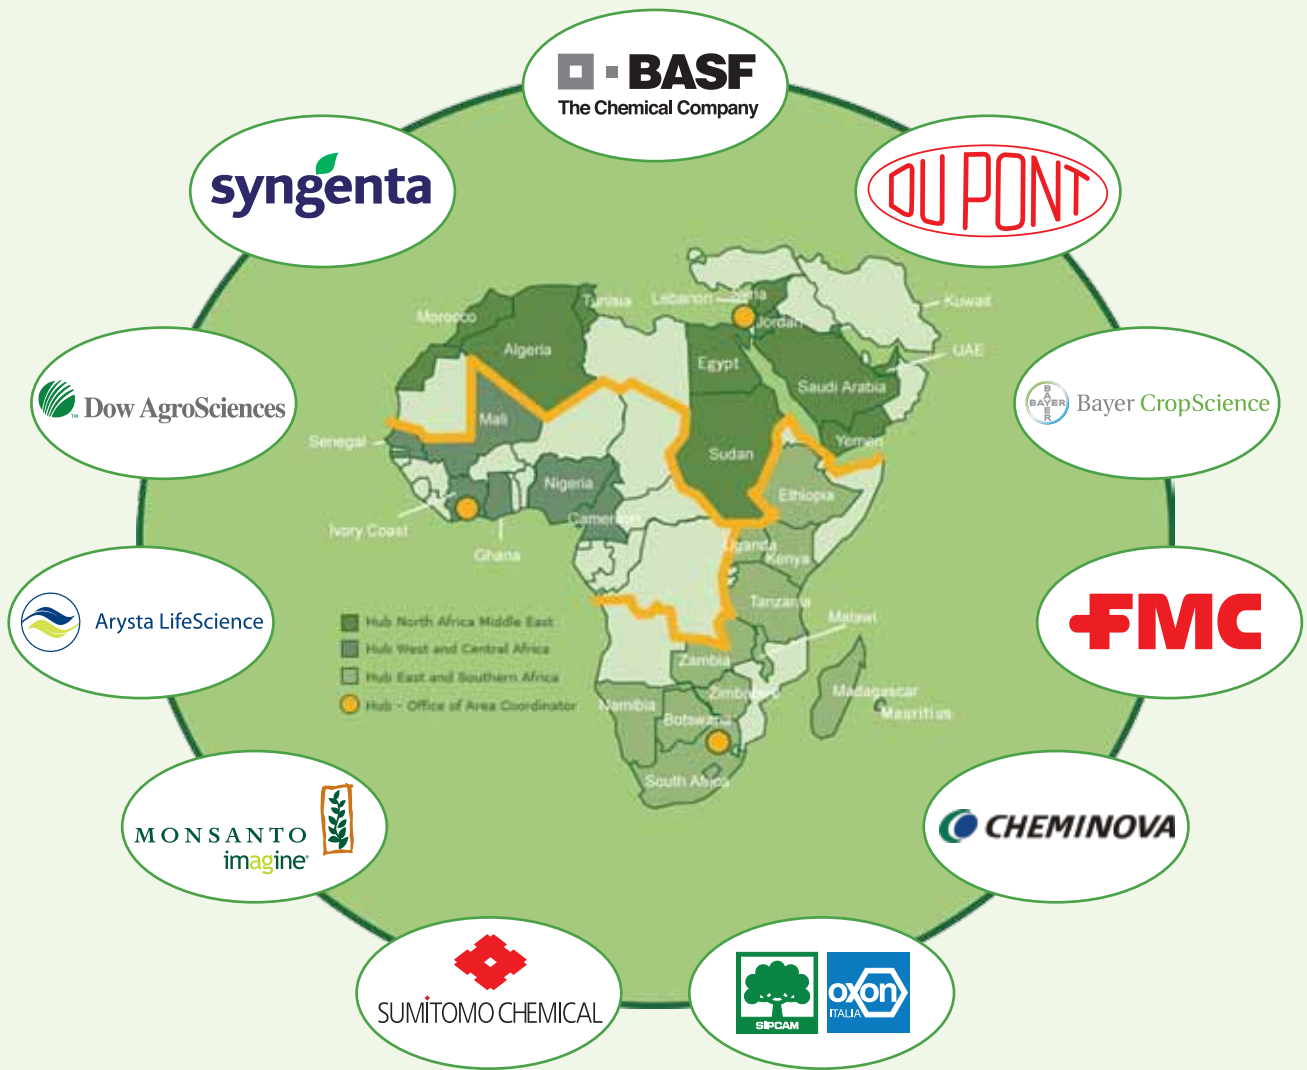 BASF
The Chemical Company
syngenta
DU PONT
Dow AgroSciences
BAYER
BAYER
Bayer CropScience
Arysta LifeScience
FMC
MONSANTO
imagine
CHEMINOVA
SUMITOMO CHEMICAL
SIPCAM
oxon
ITALIA
Morocco
Tunisia
Lebanon
Syria
Kuwait
Jordan
Algeria
Egypt
UAE
Saudi Arabia
Mali
Senegal
Yemen
Sudan
Nigeria
Ethiopia
Ivory Coast
Cameroon
Ghana
Uganda
Kenya
Tanzania
Malawi
Hub North Africa Middle East
Hub West and Central Africa
Hub East and Southern Africa
Hub - Office of Area Coordinator
Zambia
Zimbabwe
Madagascar
Mauritius
Namibia
Botswana
South Africa